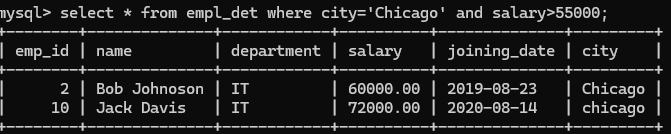 mysql> select * from empl_det where city='Chicago' and salary>55000;
+--------+--------------+------------+----------+--------------+---------+
| emp_id | name         | department | salary   | joining_date | city    |
+--------+--------------+------------+----------+--------------+---------+
|      2 | Bob Johnoson | IT         | 60000.00 | 2019-08-23   | Chicago |
|     10 | Jack Davis   | IT         | 72000.00 | 2020-08-14   | chicago |
+--------+--------------+------------+----------+--------------+---------+